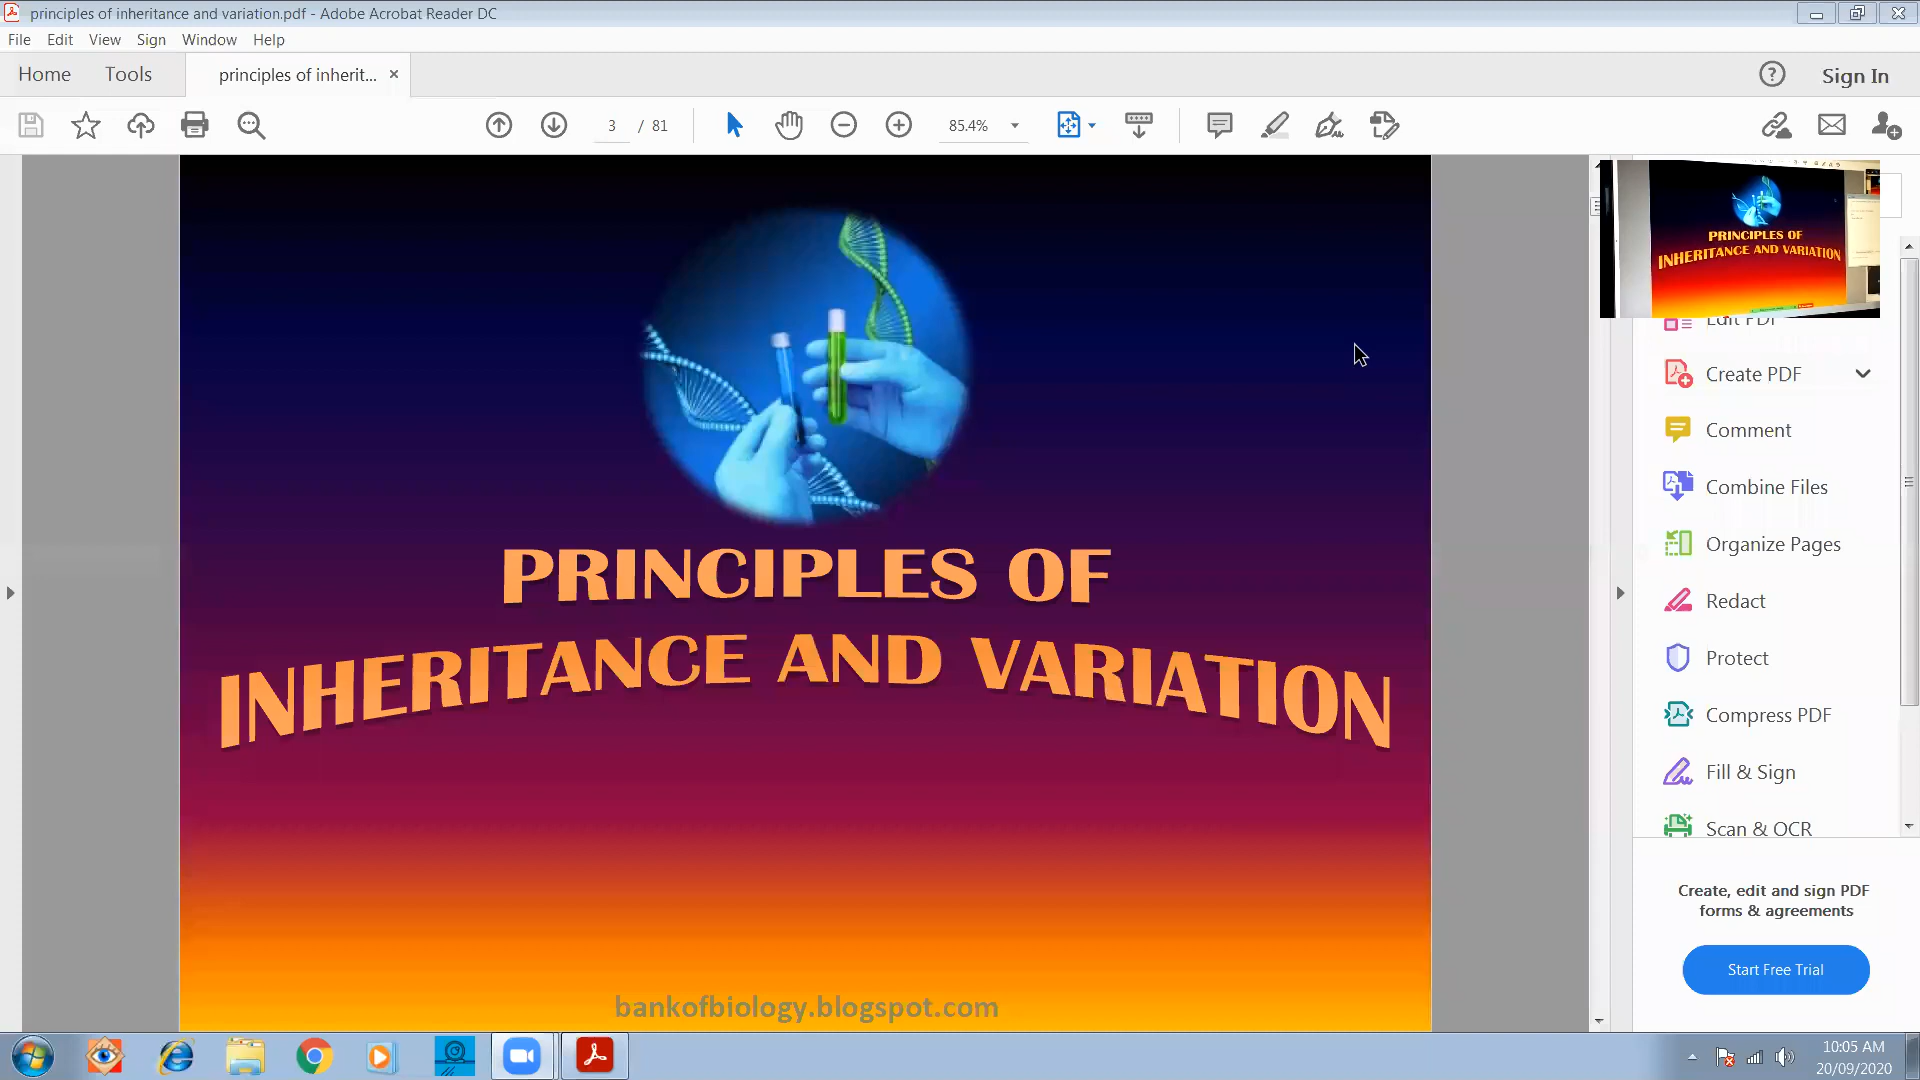 principles of inheritance and variation.pdf - Adobe Acrobat Reader DC
File Edit View Sign Window Help
Home Tools principles of inherit... ×
Sign In
3 / 81
85.4%
PRINCIPLES OF
INHERITANCE AND VARIATION
bankofbiology.blogspot.com
PRINCIPLES OF
INHERITANCE AND VARIATION
Edit PDF
Create PDF
Comment
Combine Files
Organize Pages
Redact
Protect
Compress PDF
Fill & Sign
Scan & OCR
Create, edit and sign PDF
forms & agreements
Start Free Trial
10:05 AM
20/09/2020